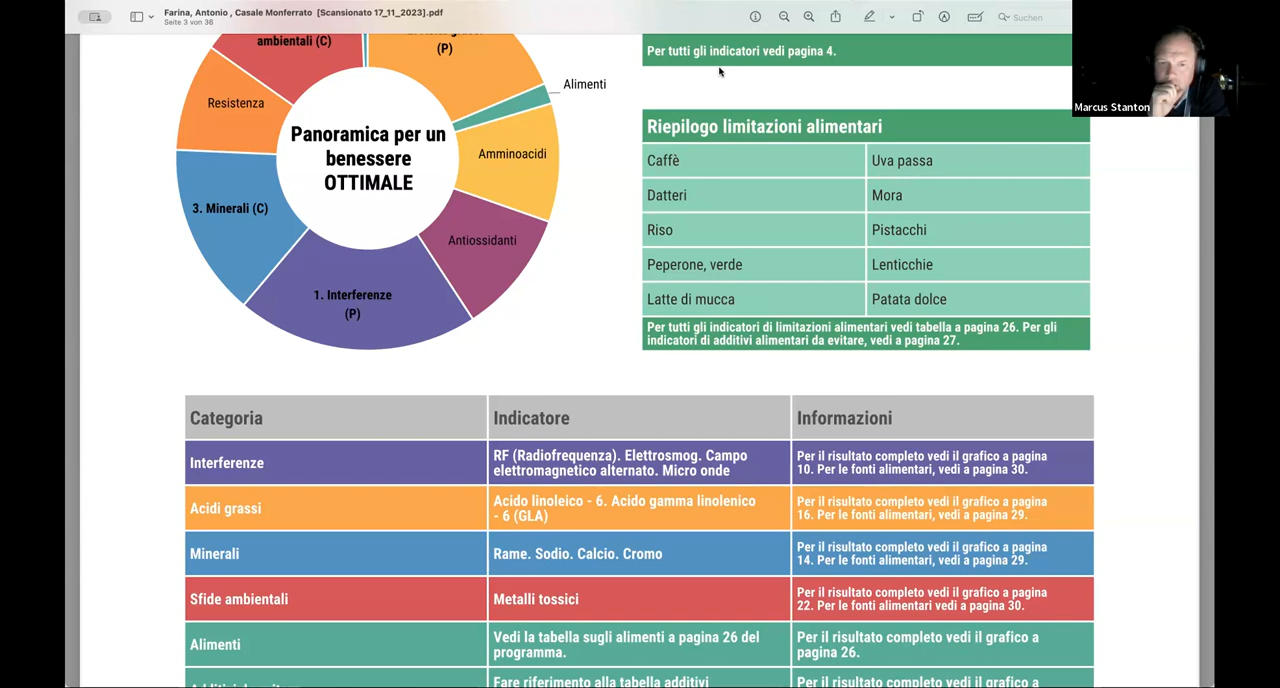 Farina, Antonio , Casale Monferrato [Scansionato 17_11_2023].pdf
Seite 3 von 36
Suchen
Marcus Stanton
ambientali (C)
(P)
Alimenti
Resistenza
Amminoacidi
Panoramica per un
benessere
OTTIMALE
3. Minerali (C)
Antiossidanti
1. Interferenze
(P)
Per tutti gli indicatori vedi pagina 4.
Riepilogo limitazioni alimentari
Caffè
Uva passa
Datteri
Mora
Riso
Pistacchi
Peperone, verde
Lenticchie
Latte di mucca
Patata dolce
Per tutti gli indicatori di limitazioni alimentari vedi tabella a pagina 26. Per gli
indicatori di additivi alimentari da evitare, vedi a pagina 27.
Categoria
Indicatore
Informazioni
Interferenze
RF (Radiofrequenza). Elettrosmog. Campo
elettromagnetico alternato. Micro onde
Per il risultato completo vedi il grafico a pagina
10. Per le fonti alimentari, vedi a pagina 30.
Acidi grassi
Acido linoleico - 6. Acido gamma linolenico
- 6 (GLA)
Per il risultato completo vedi il grafico a pagina
16. Per le fonti alimentari, vedi a pagina 29.
Minerali
Rame. Sodio. Calcio. Cromo
Per il risultato completo vedi il grafico a pagina
14. Per le fonti alimentari, vedi a pagina 29.
Sfide ambientali
Metalli tossici
Per il risultato completo vedi il grafico a pagina
22. Per le fonti alimentari vedi a pagina 30.
Alimenti
Vedi la tabella sugli alimenti a pagina 26 del
programma.
Per il risultato completo vedi il grafico a
pagina 26.
Fare riferimento alla tabella additivi
Per il risultato completo vedi il grafico a